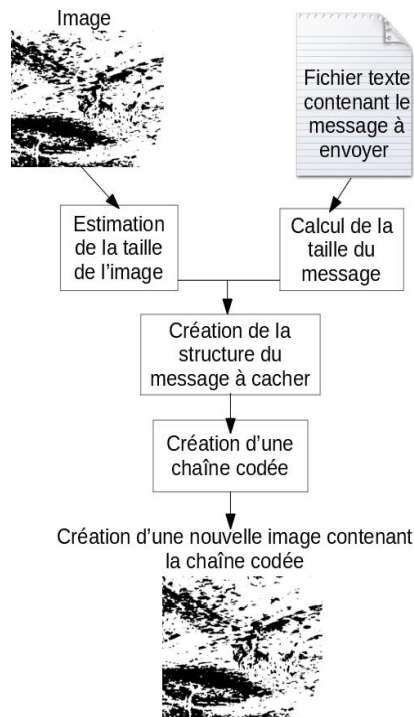 Image
Fichier texte
contenant le
message à
envoyer
Estimation
de la taille
de l’image
Calcul de la
taille du
message
Création de la
structure du
message à cacher
Création d’une
chaîne codée
Création d’une nouvelle image contenant
la chaîne codée